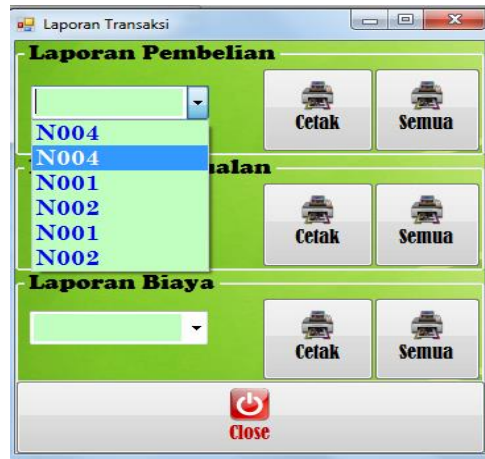 Laporan Transaksi
Laporan Pembelian
Cetak
Semua
N004
N004
N001
N002
N001
N002
ualan
Cetak
Semua
Laporan Biaya
Cetak
Semua
Close